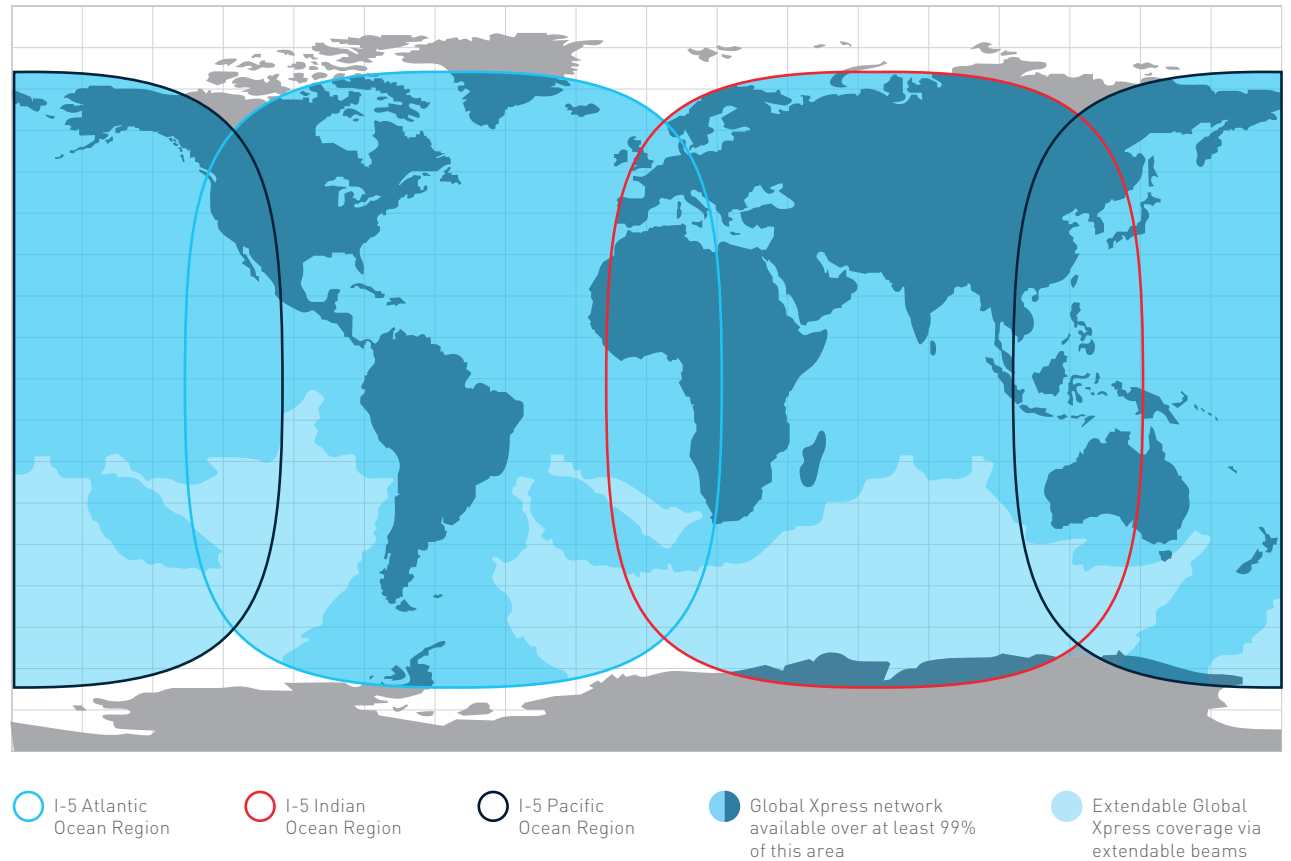 I-5 Atlantic
Ocean Region
I-5 Indian
Ocean Region
I-5 Pacific
Ocean Region
Global Xpress network
available over at least 99%
of this area
Extendable Global
Xpress coverage via
extendable beams